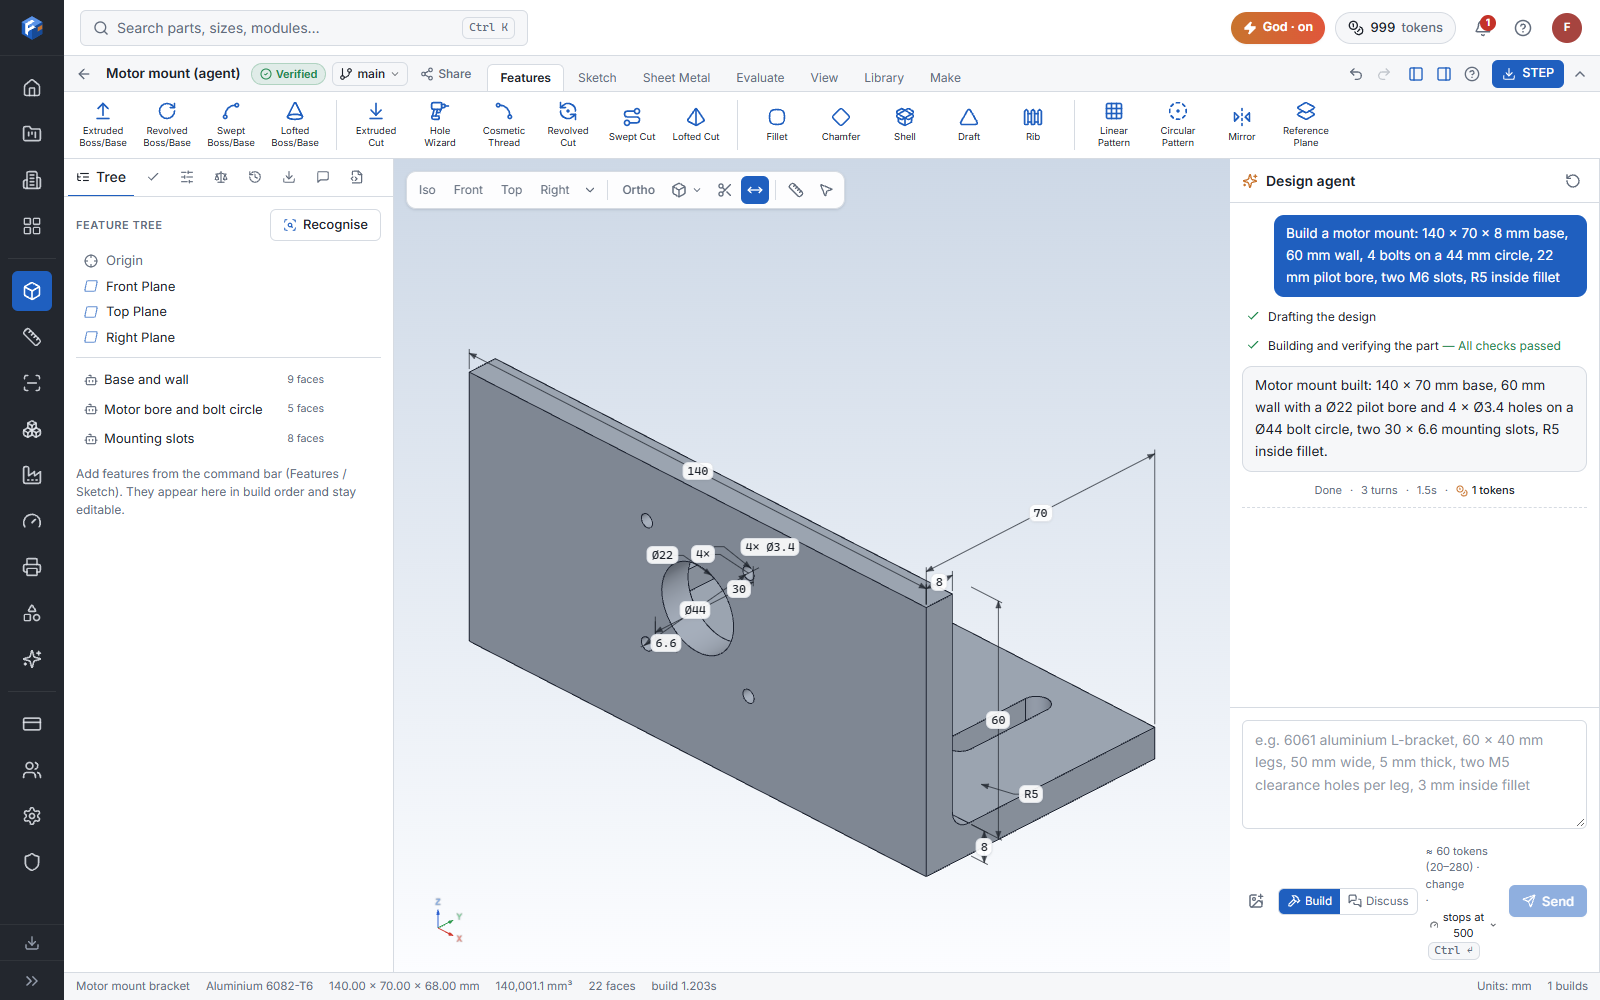 Search parts, sizes, modules...
Ctrl K
God · on
999 tokens
1
F
Motor mount (agent)
Verified
main
Share
Features
Sketch
Sheet Metal
Evaluate
View
Library
Make
STEP
Extruded Boss/Base
Revolved Boss/Base
Swept Boss/Base
Lofted Boss/Base
Extruded Cut
Hole Wizard
Cosmetic Thread
Revolved Cut
Swept Cut
Lofted Cut
Fillet
Chamfer
Shell
Draft
Rib
Linear Pattern
Circular Pattern
Mirror
Reference Plane
Tree
FEATURE TREE
Recognise
Origin
Front Plane
Top Plane
Right Plane
Base and wall 9 faces
Motor bore and bolt circle 5 faces
Mounting slots 8 faces
Add features from the command bar (Features /
Sketch). They appear here in build order and stay
editable.
Iso
Front
Top
Right
Ortho
140
70
8
Ø22
4×
4× Ø3.4
30
Ø44
6.6
60
R5
8
Z
Y
X
Design agent
Build a motor mount: 140 × 70 × 8 mm base,
60 mm wall, 4 bolts on a 44 mm circle, 22
mm pilot bore, two M6 slots, R5 inside fillet
Drafting the design
Building and verifying the part — All checks passed
Motor mount built: 140 × 70 mm base, 60 mm
wall with a Ø22 pilot bore and 4 × Ø3.4 holes on a
Ø44 bolt circle, two 30 × 6.6 mounting slots, R5
inside fillet.
Done · 3 turns · 1.5s · 1 tokens
e.g. 6061 aluminium L-bracket, 60 × 40 mm
legs, 50 mm wide, 5 mm thick, two M5
clearance holes per leg, 3 mm inside fillet
Build
Discuss
≈ 60 tokens
(20–280) ·
change
·
stops at
500
Ctrl ⏎
Send
Motor mount bracket
Aluminium 6082-T6
140.00 × 70.00 × 68.00 mm
140,001.1 mm³
22 faces
build 1.203s
Units: mm
1 builds